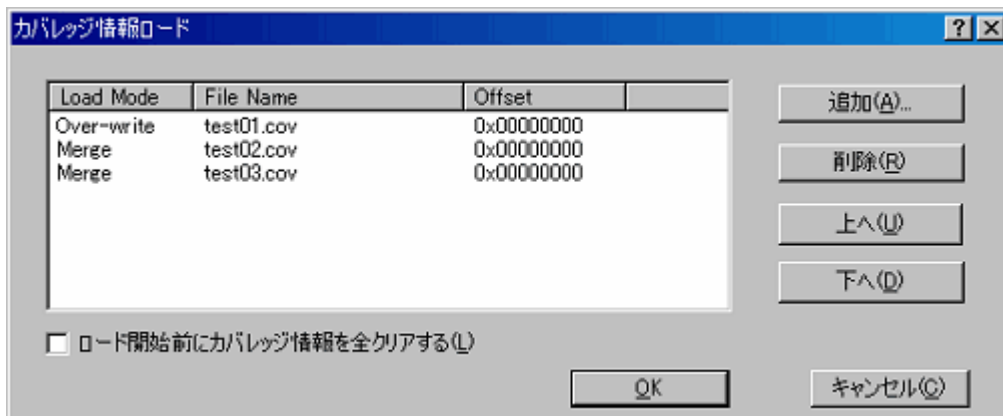 カバレッジ情報ロード
Load Mode File Name Offset
Over-write test01.cov 0x00000000
Merge test02.cov 0x00000000
Merge test03.cov 0x00000000
追加(A)...
削除(R)
上へ(U)
下へ(D)
ロード開始前にカバレッジ情報を全クリアする(L)
OK キャンセル(C)